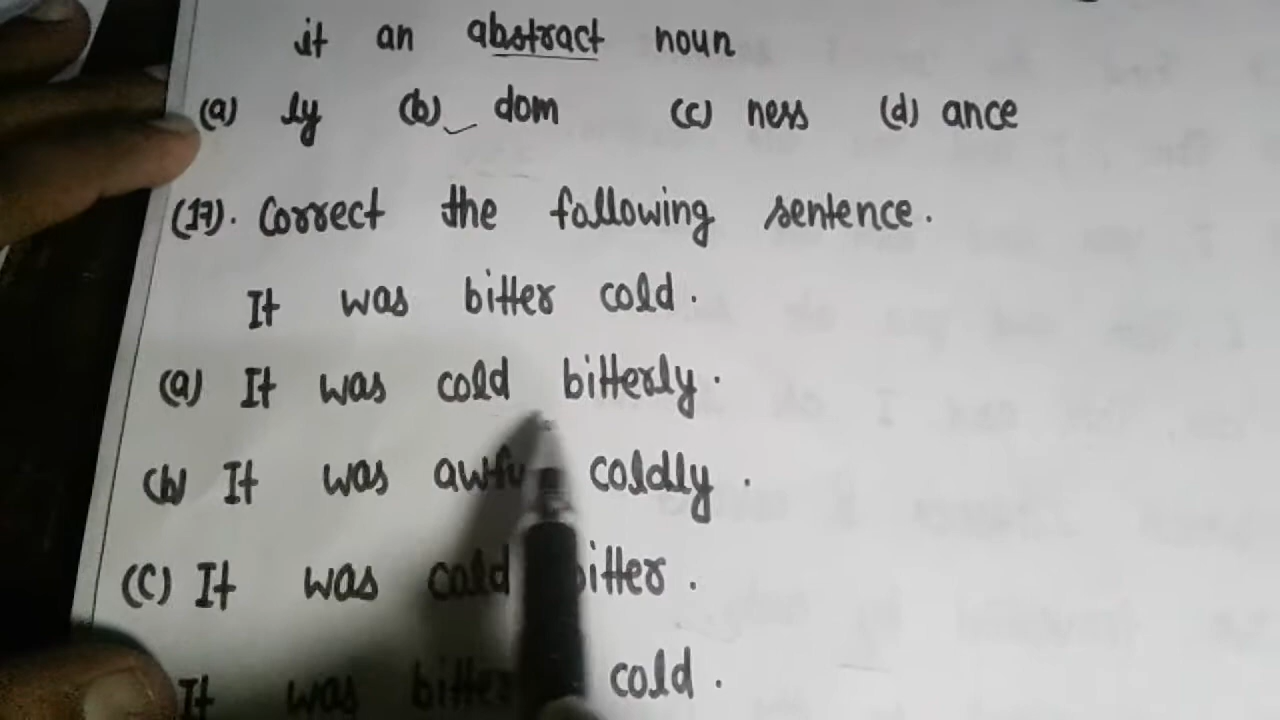 it an abstract noun
(a) ly (b) dom (c) ness (d) ance
(17). Correct the following sentence.
It was bitter cold.
(a) It was cold bitterly.
(b) It was coldly.
(C) It was cold
It was cold.